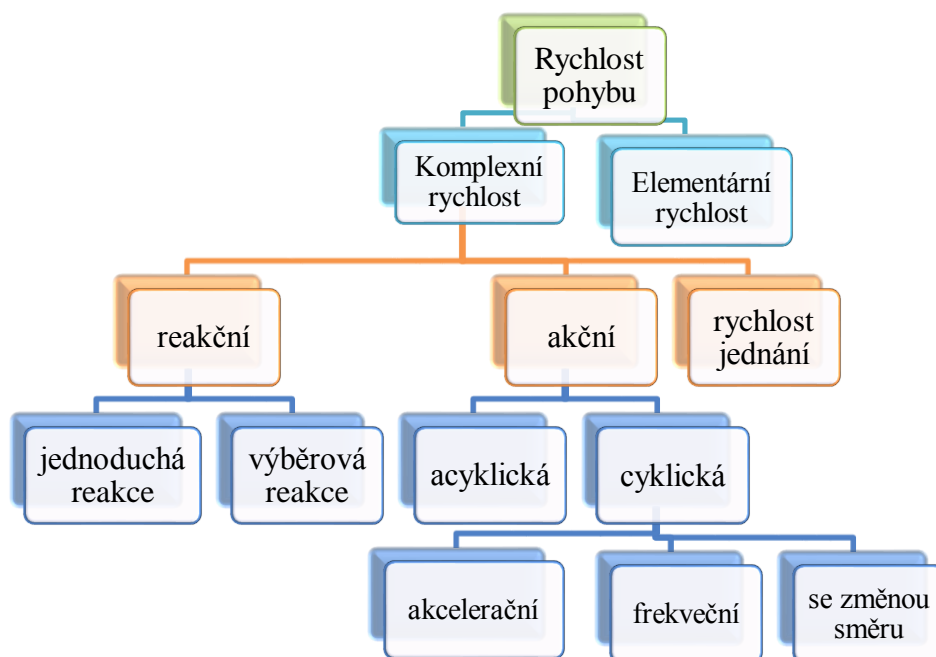 Rychlost
pohybu
Komplexní
rychlost
Elementární
rychlost
reakční
akční
rychlost
jednání
jednoduchá
reakce
výběrová
reakce
acyklická
cyklická
akcelerační
frekveční
se změnou
směru